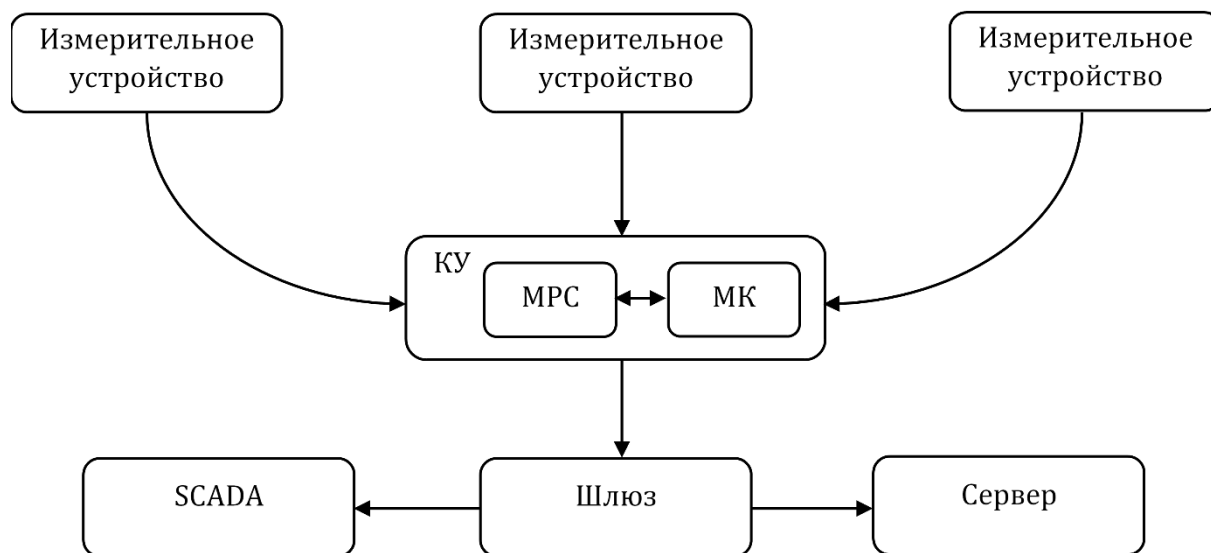 Измерительное
устройство
Измерительное
устройство
Измерительное
устройство
КУ
МРС
МК
SCADA
Шлюз
Сервер